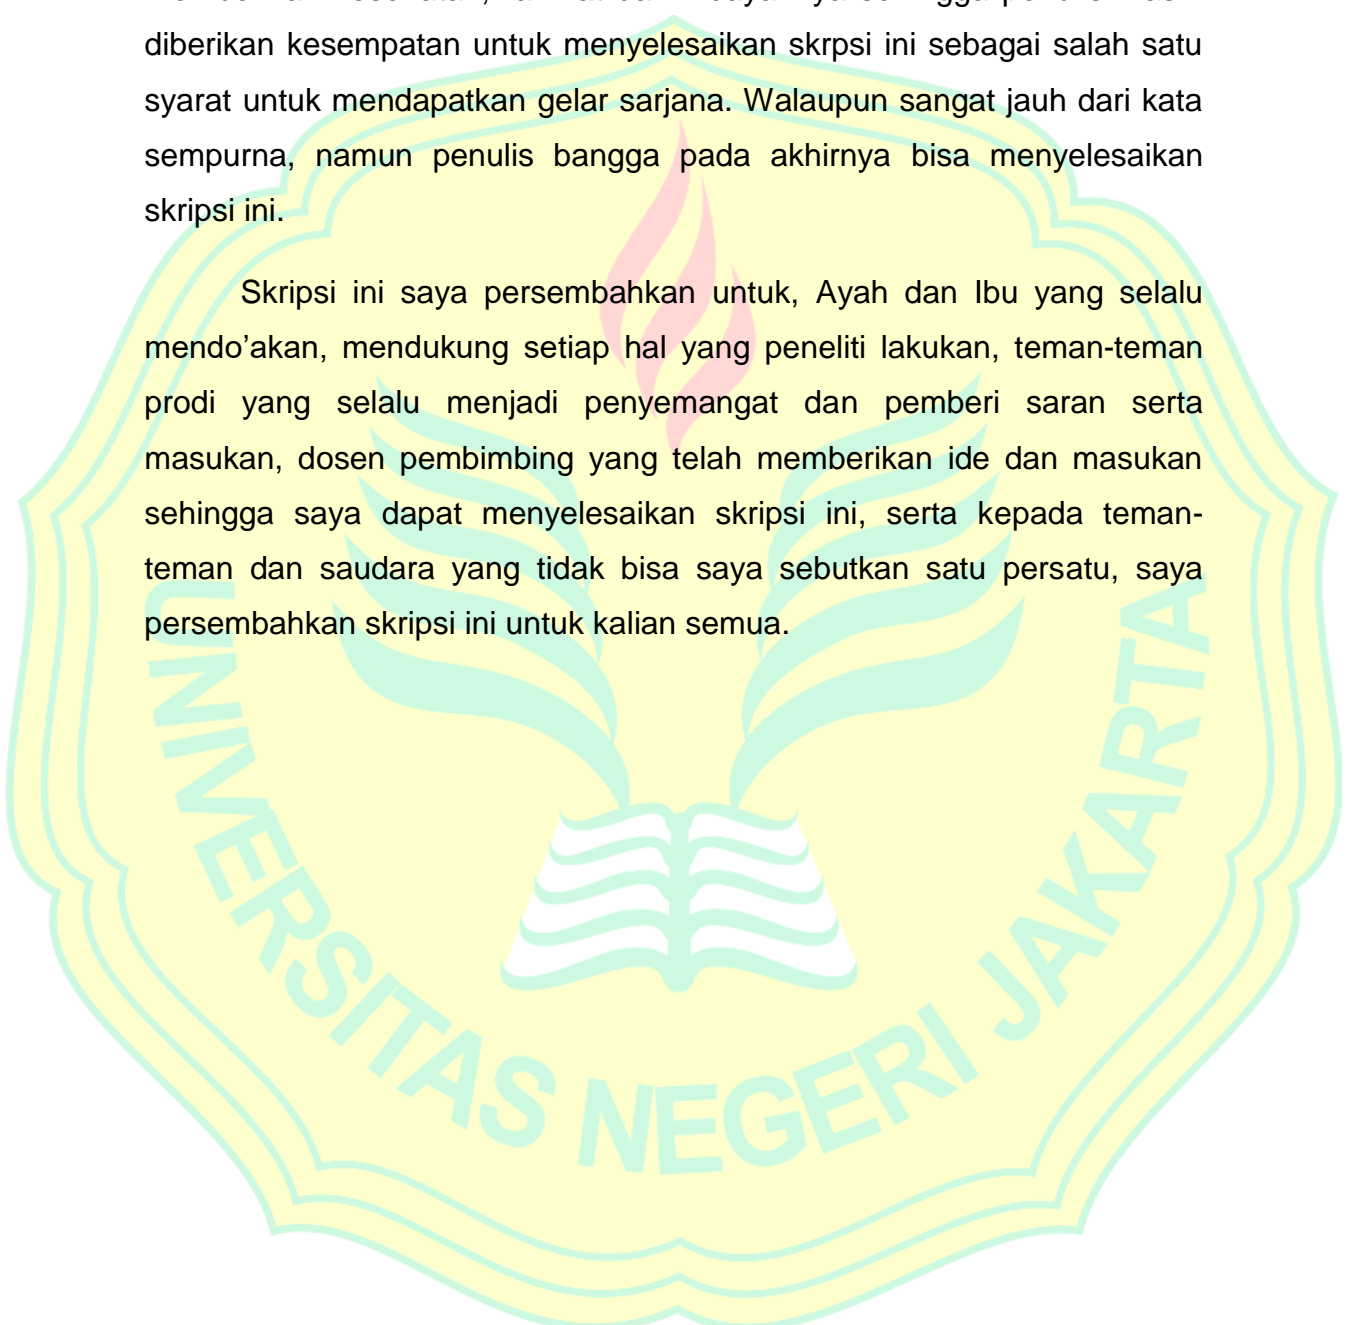 diberikan kesempatan untuk menyelesaikan skrpsi ini sebagai salah satu
syarat untuk mendapatkan gelar sarjana. Walaupun sangat jauh dari kata
sempurna, namun penulis bangga pada akhirnya bisa menyelesaikan
skripsi ini.
Skripsi ini saya persembahkan untuk, Ayah dan Ibu yang selalu
mendo’akan, mendukung setiap hal yang peneliti lakukan, teman-teman
prodi yang selalu menjadi penyemangat dan pemberi saran serta
masukan, dosen pembimbing yang telah memberikan ide dan masukan
sehingga saya dapat menyelesaikan skripsi ini, serta kepada teman-
teman dan saudara yang tidak bisa saya sebutkan satu persatu, saya
persembahkan skripsi ini untuk kalian semua.
UNIVERSITAS NEGERI JAKARTA